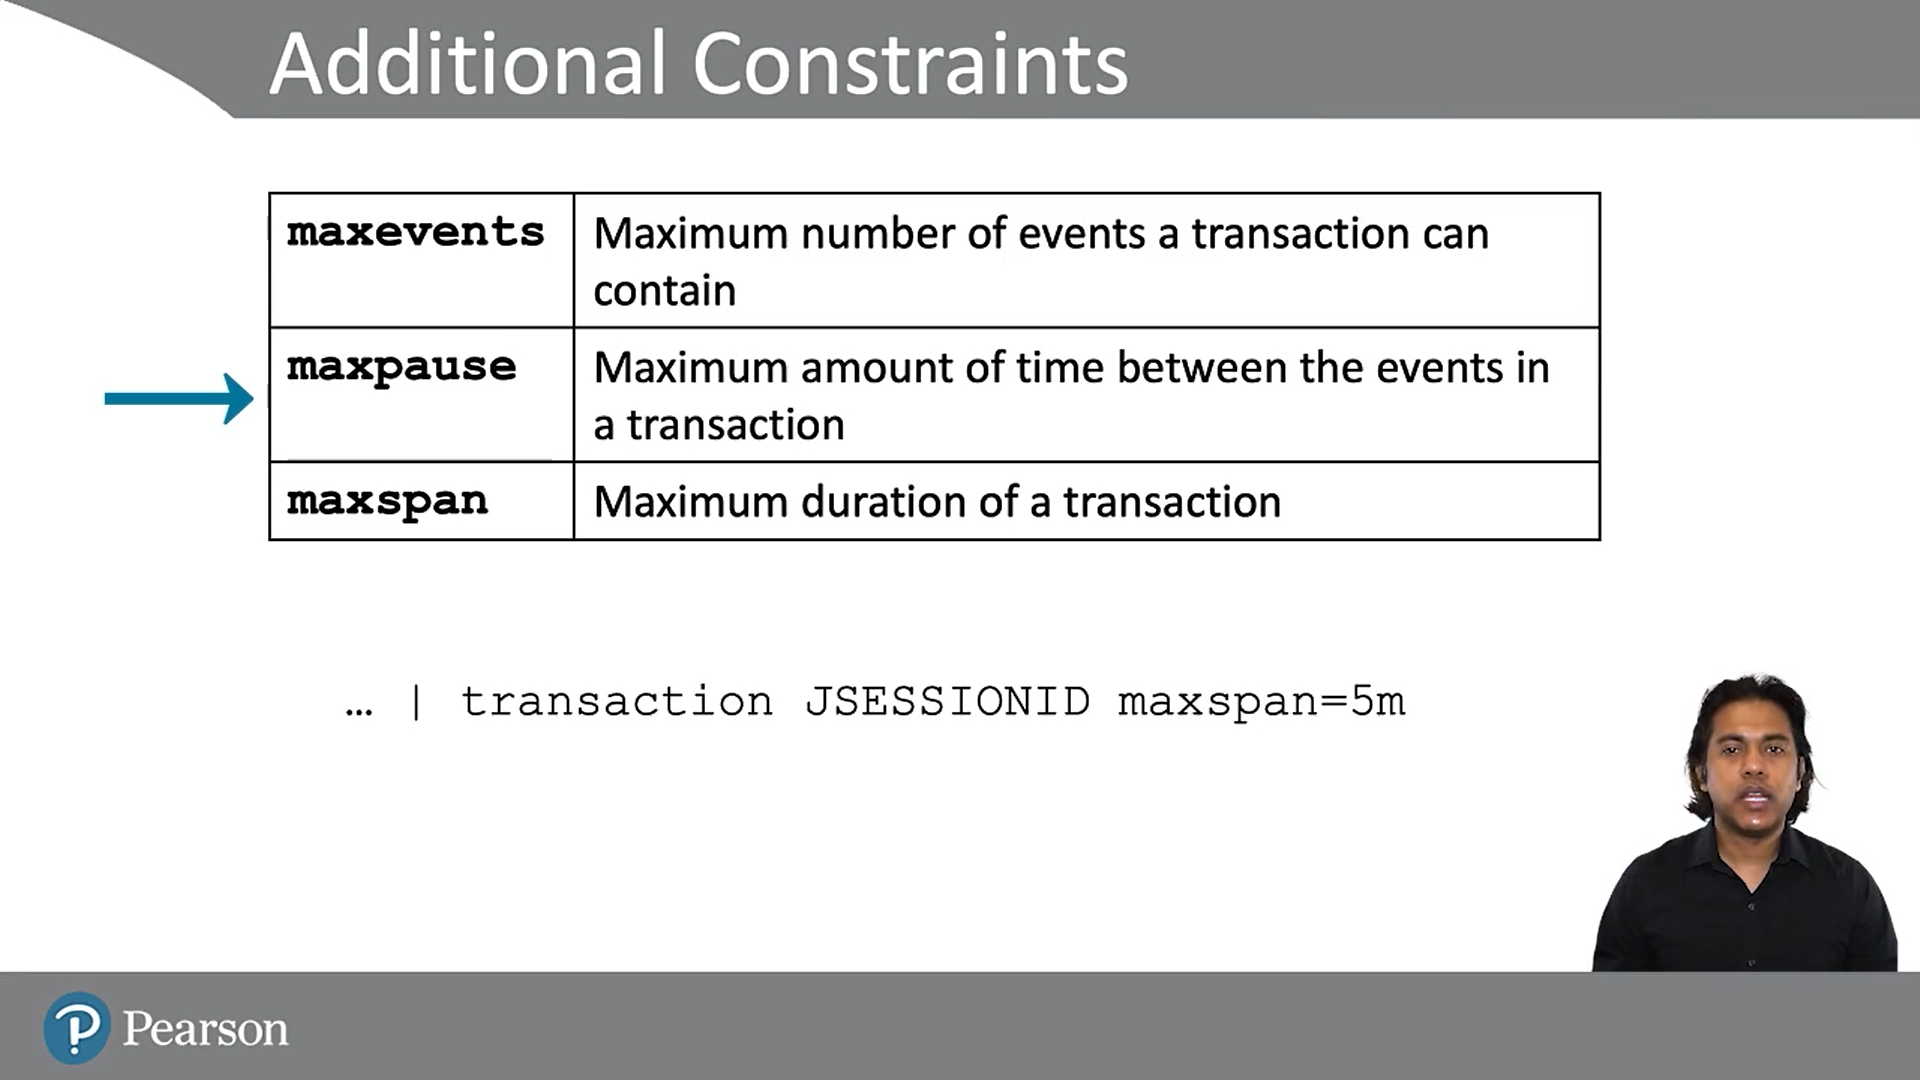 Additional Constraints
maxevents
Maximum number of events a transaction can
contain
maxpause
Maximum amount of time between the events in
a transaction
maxspan
Maximum duration of a transaction
… | transaction JSESSIONID maxspan=5m
Pearson